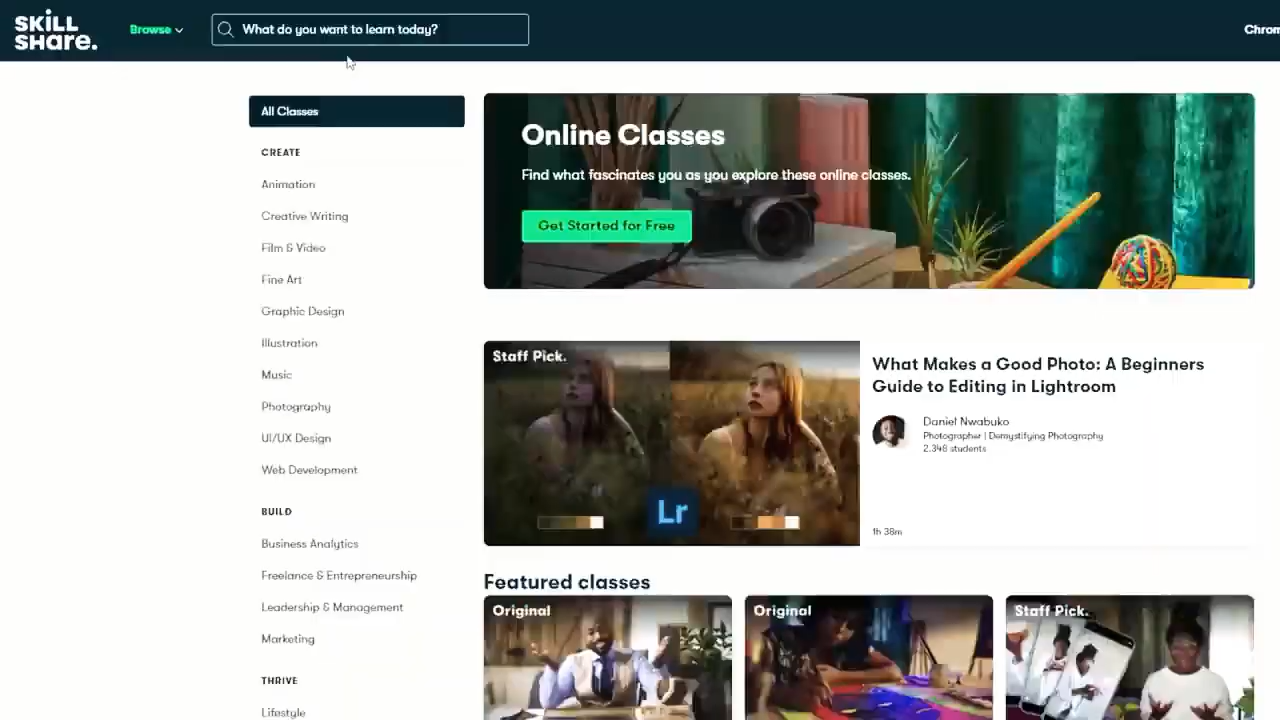 SKILL
SHARE.
Browse
What do you want to learn today?
Chrom
All Classes
CREATE
Animation
Creative Writing
Film & Video
Fine Art
Graphic Design
Illustration
Music
Photography
UI/UX Design
Web Development
BUILD
Business Analytics
Freelance & Entrepreneurship
Leadership & Management
Marketing
THRIVE
Lifestyle
Online Classes
Find what fascinates you as you explore these online classes.
Get Started for Free
Staff Pick.
Lr
What Makes a Good Photo: A Beginners
Guide to Editing in Lightroom
Daniel Nwabuko
Photographer | Demystifying Photography
2,348 students
1h 38m
Featured classes
Original
Original
Staff Pick.